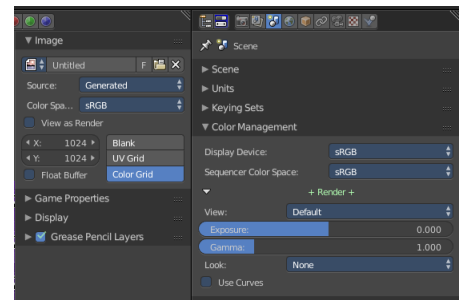 Image
Untitled
F
Source: Generated
Color Spa... sRGB
View as Render
X: 1024
Y: 1024
Float Buffer
Blank
UV Grid
Color Grid
Game Properties
Display
Grease Pencil Layers
Scene
Scene
Units
Keying Sets
Color Management
Display Device: sRGB
Sequencer Color Space: sRGB
+ Render +
View: Default
Exposure: 0.000
Gamma: 1.000
Look: None
Use Curves